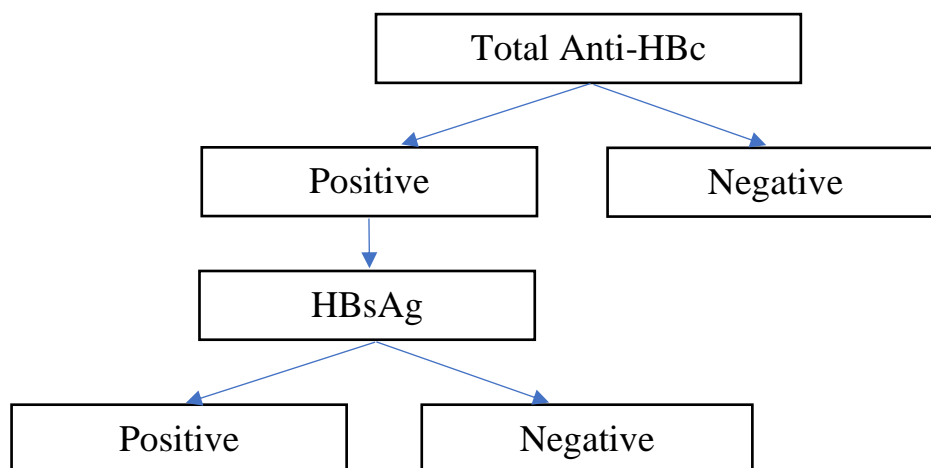 Total Anti-HBc
Positive
Negative
HBsAg
Positive
Negative